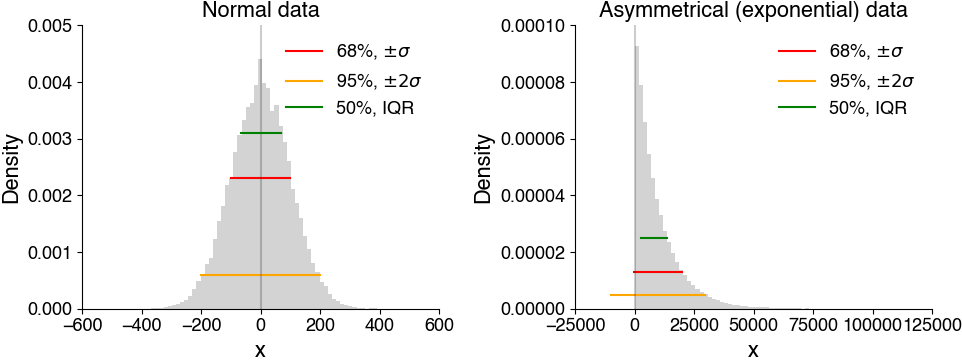 Normal data
0.005
0.004
0.003
0.002
0.001
0.000
Density
68%, ±σ
95%, ±2σ
50%, IQR
−600
−400
−200
0
200
400
600
x
Asymmetrical (exponential) data
0.00010
0.00008
0.00006
0.00004
0.00002
0.00000
Density
68%, ±σ
95%, ±2σ
50%, IQR
−25000
0
25000
50000
75000
100000
125000
x